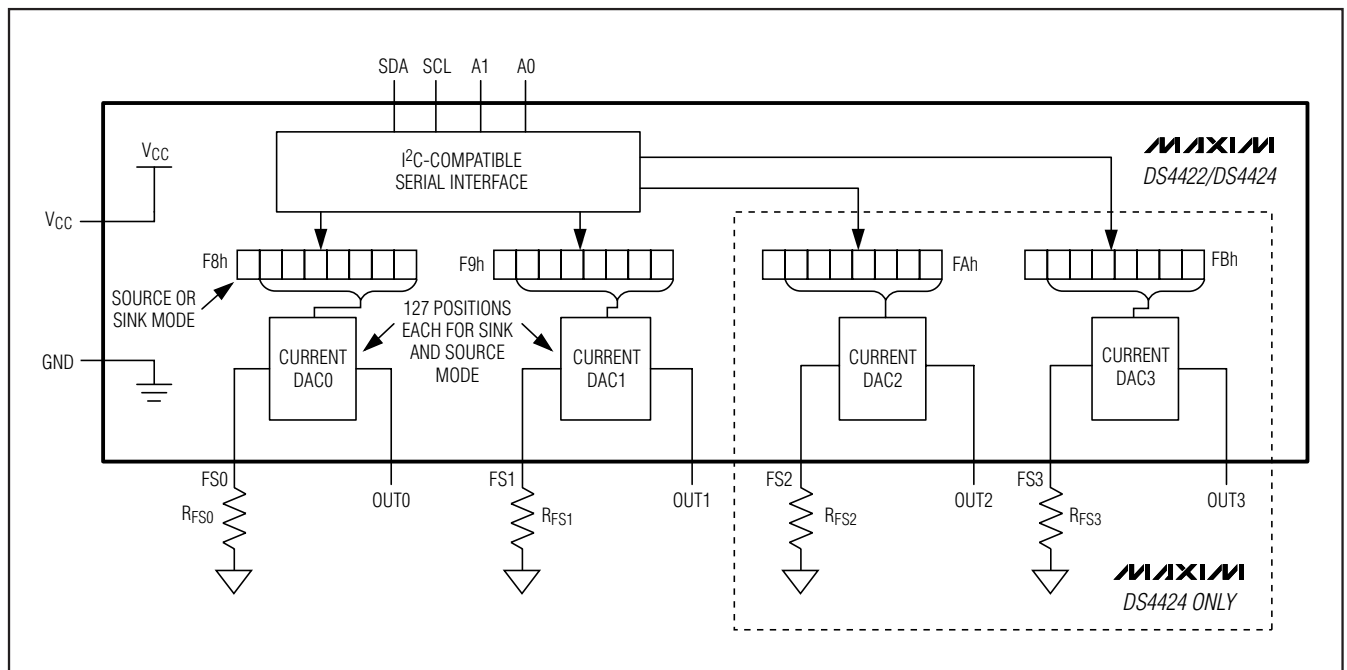 SDA SCL A1 A0
MAXIM
DS4422/DS4424
VCC
VCC
I²C-COMPATIBLE
SERIAL INTERFACE
F8h
F9h
FAh
FBh
SOURCE OR
SINK MODE
127 POSITIONS
EACH FOR SINK
AND SOURCE
MODE
GND
CURRENT
DAC0
CURRENT
DAC1
CURRENT
DAC2
CURRENT
DAC3
FS0
OUT0
FS1
OUT1
FS2
OUT2
FS3
OUT3
RFS0
RFS1
RFS2
RFS3
MAXIM
DS4424 ONLY